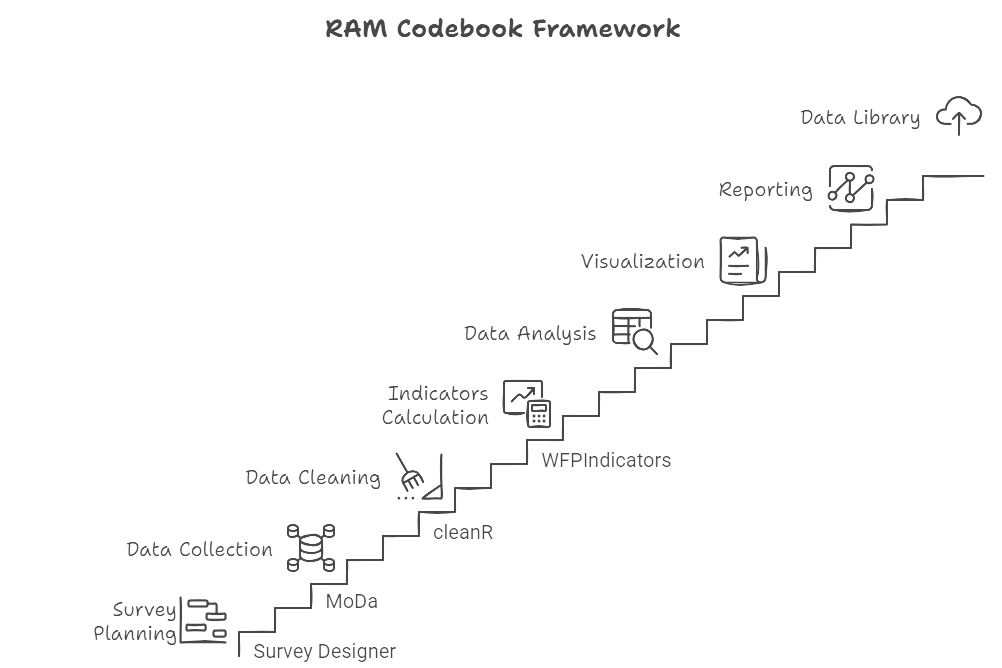 RAM Codebook Framework
Data Library
Reporting
Visualization
Data Analysis
Indicators
Calculation
WFPIndicators
Data Cleaning
cleanR
Data Collection
MoDa
Survey
Planning
Survey Designer